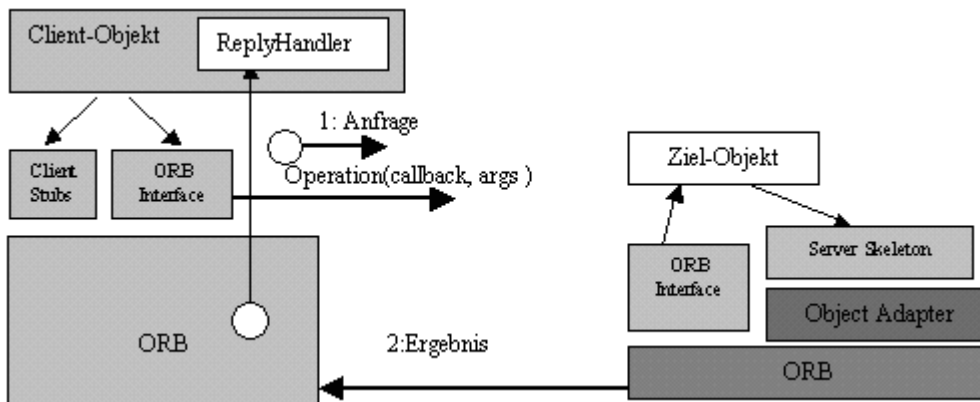 Client-Objekt
ReplyHandler
1: Anfrage
Client
Stubs
ORB
Interface
Operation(callback, args )
Ziel-Objekt
ORB
Interface
Server Skeleton
Object Adapter
ORB
2:Ergebnis
ORB